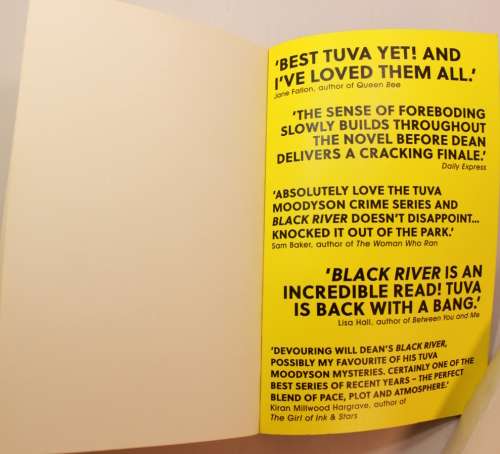 ‘BEST TUVA YET! AND
I’VE LOVED THEM ALL.’
Jane Fallon, author of Queen Bee
‘THE SENSE OF FOREBODING
SLOWLY BUILDS THROUGHOUT
THE NOVEL BEFORE DEAN
DELIVERS A CRACKING FINALE.’
Daily Express
‘ABSOLUTELY LOVE THE TUVA
MOODYSON CRIME SERIES AND
BLACK RIVER DOESN’T DISAPPOINT...
KNOCKED IT OUT OF THE PARK.’
Sam Baker, author of The Woman Who Ran
‘BLACK RIVER IS AN
INCREDIBLE READ! TUVA
IS BACK WITH A BANG.’
Lisa Hall, author of Between You and Me
‘DEVOURING WILL DEAN’S BLACK RIVER,
POSSIBLY MY FAVOURITE OF HIS TUVA
MOODYSON MYSTERIES. CERTAINLY ONE OF THE
BEST SERIES OF RECENT YEARS – THE PERFECT
BLEND OF PACE, PLOT AND ATMOSPHERE.’
Kiran Millwood Hargrave, author of
The Girl of Ink & Stars